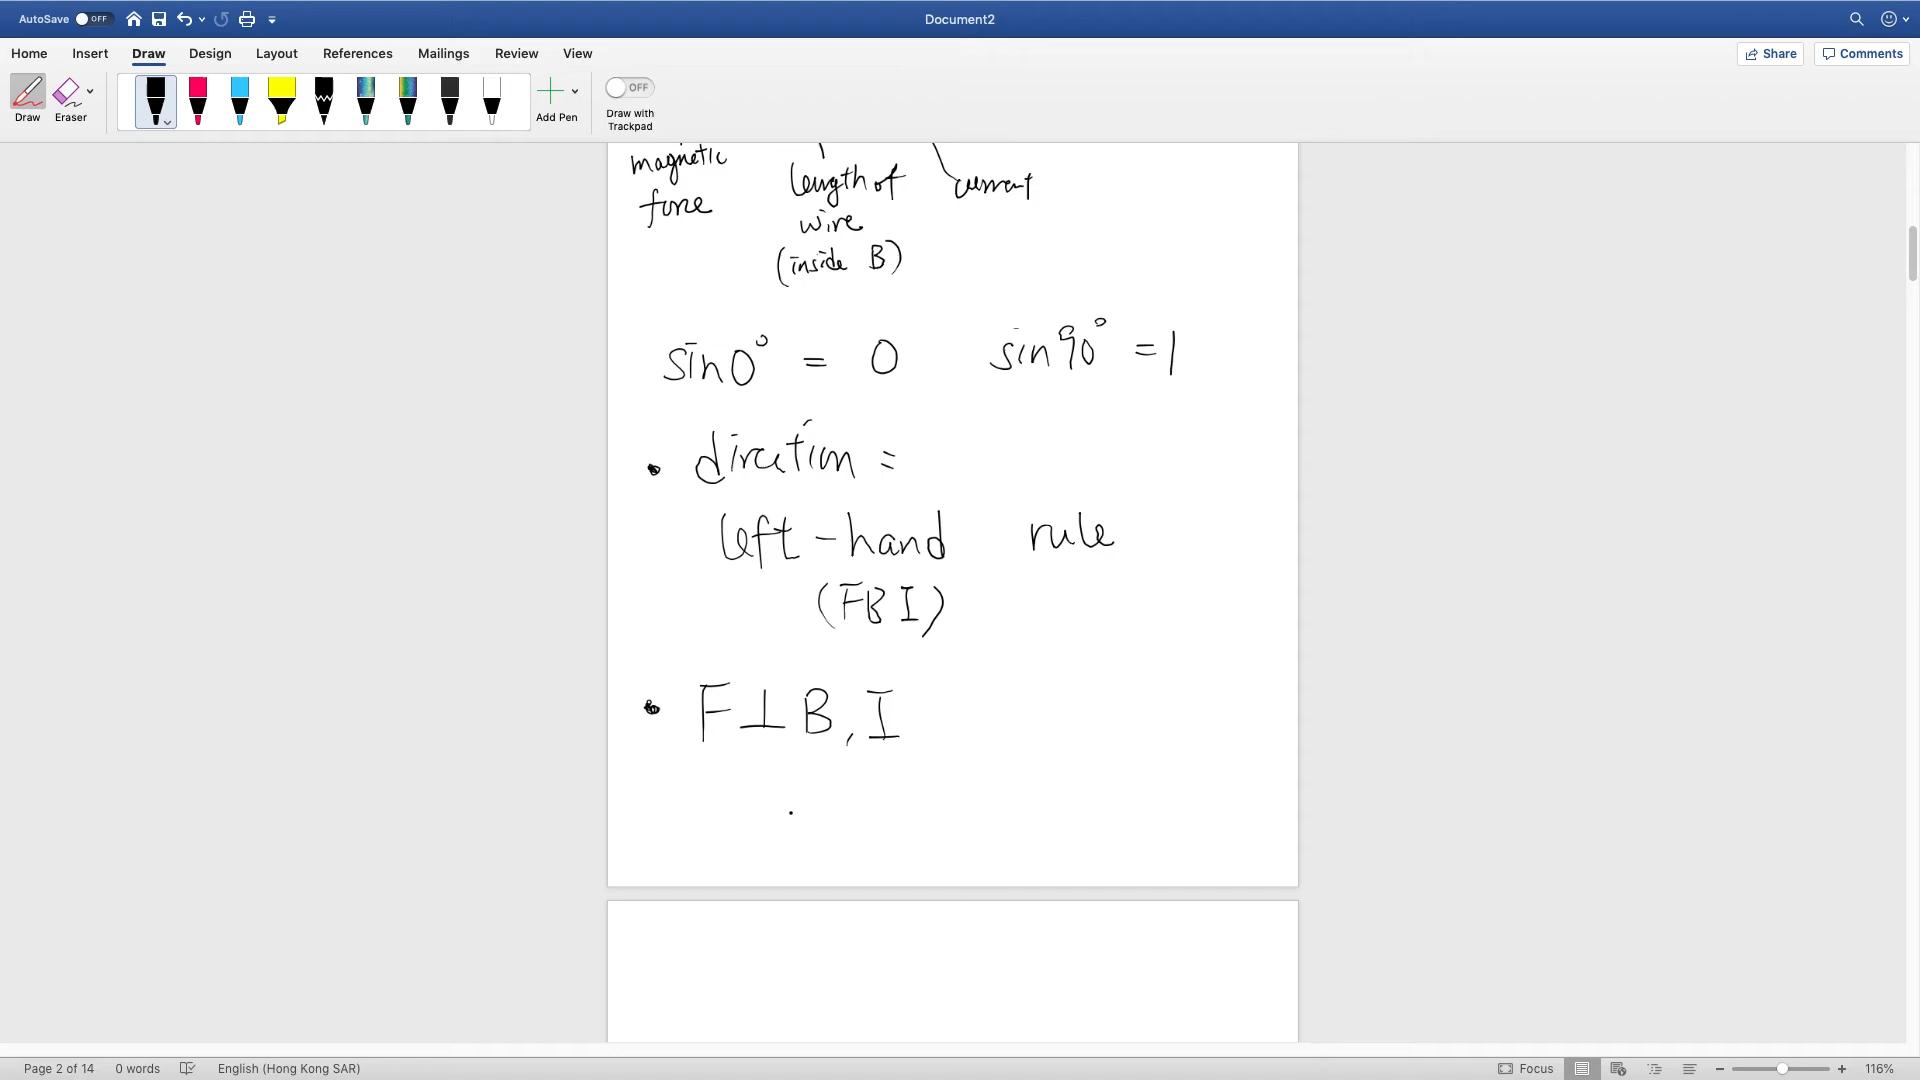 AutoSave OFF
Document2
Home Insert Draw Design Layout References Mailings Review View
Share Comments
Draw Eraser Add Pen OFF Draw with Trackpad
magnetic
force
length of
wire
(inside B)
current
sin0° = 0 sin90° = 1
• direction =
left-hand rule
(FBI)
• F⊥B, I
Page 2 of 14 0 words English (Hong Kong SAR) Focus 116%